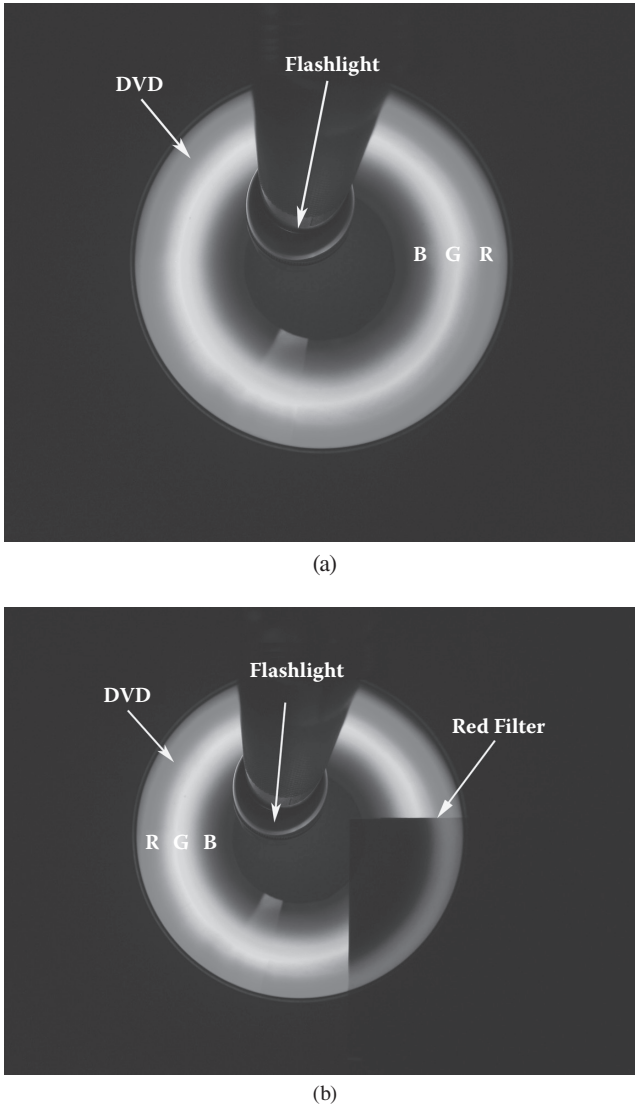 Flashlight
DVD
B G R
(a)
Flashlight
DVD
Red Filter
R G B
(b)